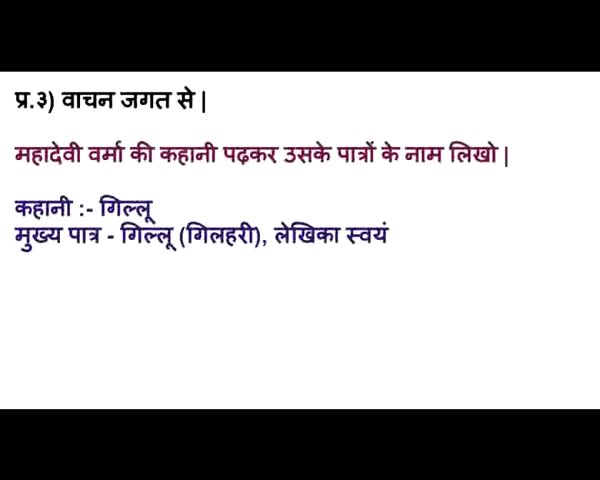 प्र.३) वाचन जगत से |
महादेवी वर्मा की कहानी पढ़कर उसके पात्रों के नाम लिखो |
कहानी :- गिल्लू
मुख्य पात्र - गिल्लू (गिलहरी), लेखिका स्वयं